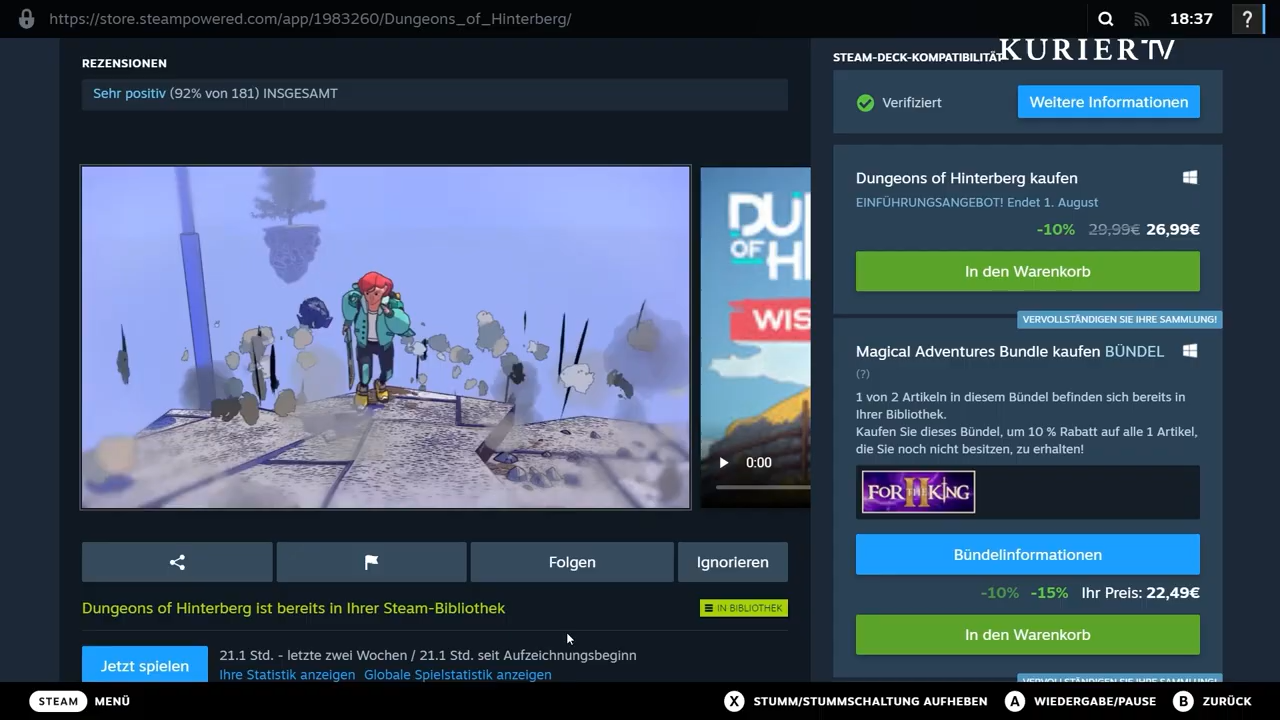 https://store.steampowered.com/app/1983260/Dungeons_of_Hinterberg/
18:37
?
KURIER TV
REZENSIONEN
Sehr positiv (92% von 181) INSGESAMT
STEAM-DECK-KOMPATIBILITÄT
Verifiziert
Weitere Informationen
Dungeons of Hinterberg kaufen
EINFÜHRUNGSANGEBOT! Endet 1. August
-10% 29,99€ 26,99€
In den Warenkorb
VERVOLLSTÄNDIGEN SIE IHRE SAMMLUNG!
Magical Adventures Bundle kaufen BÜNDEL
(?)
1 von 2 Artikeln in diesem Bündel befinden sich bereits in
Ihrer Bibliothek.
Kaufen Sie dieses Bündel, um 10 % Rabatt auf alle 1 Artikel,
die Sie noch nicht besitzen, zu erhalten!
FOR THE KING
II
Bündelinformationen
-10% -15% Ihr Preis: 22,49€
In den Warenkorb
OF
WIS
0:00
Folgen
Ignorieren
Dungeons of Hinterberg ist bereits in Ihrer Steam-Bibliothek
IN BIBLIOTHEK
Jetzt spielen
21.1 Std. - letzte zwei Wochen / 21.1 Std. seit Aufzeichnungsbeginn
Ihre Statistik anzeigen Globale Spielstatistik anzeigen
STEAM MENÜ
X STUMM/STUMMSCHALTUNG AUFHEBEN
A WIEDERGABE/PAUSE
B ZURÜCK